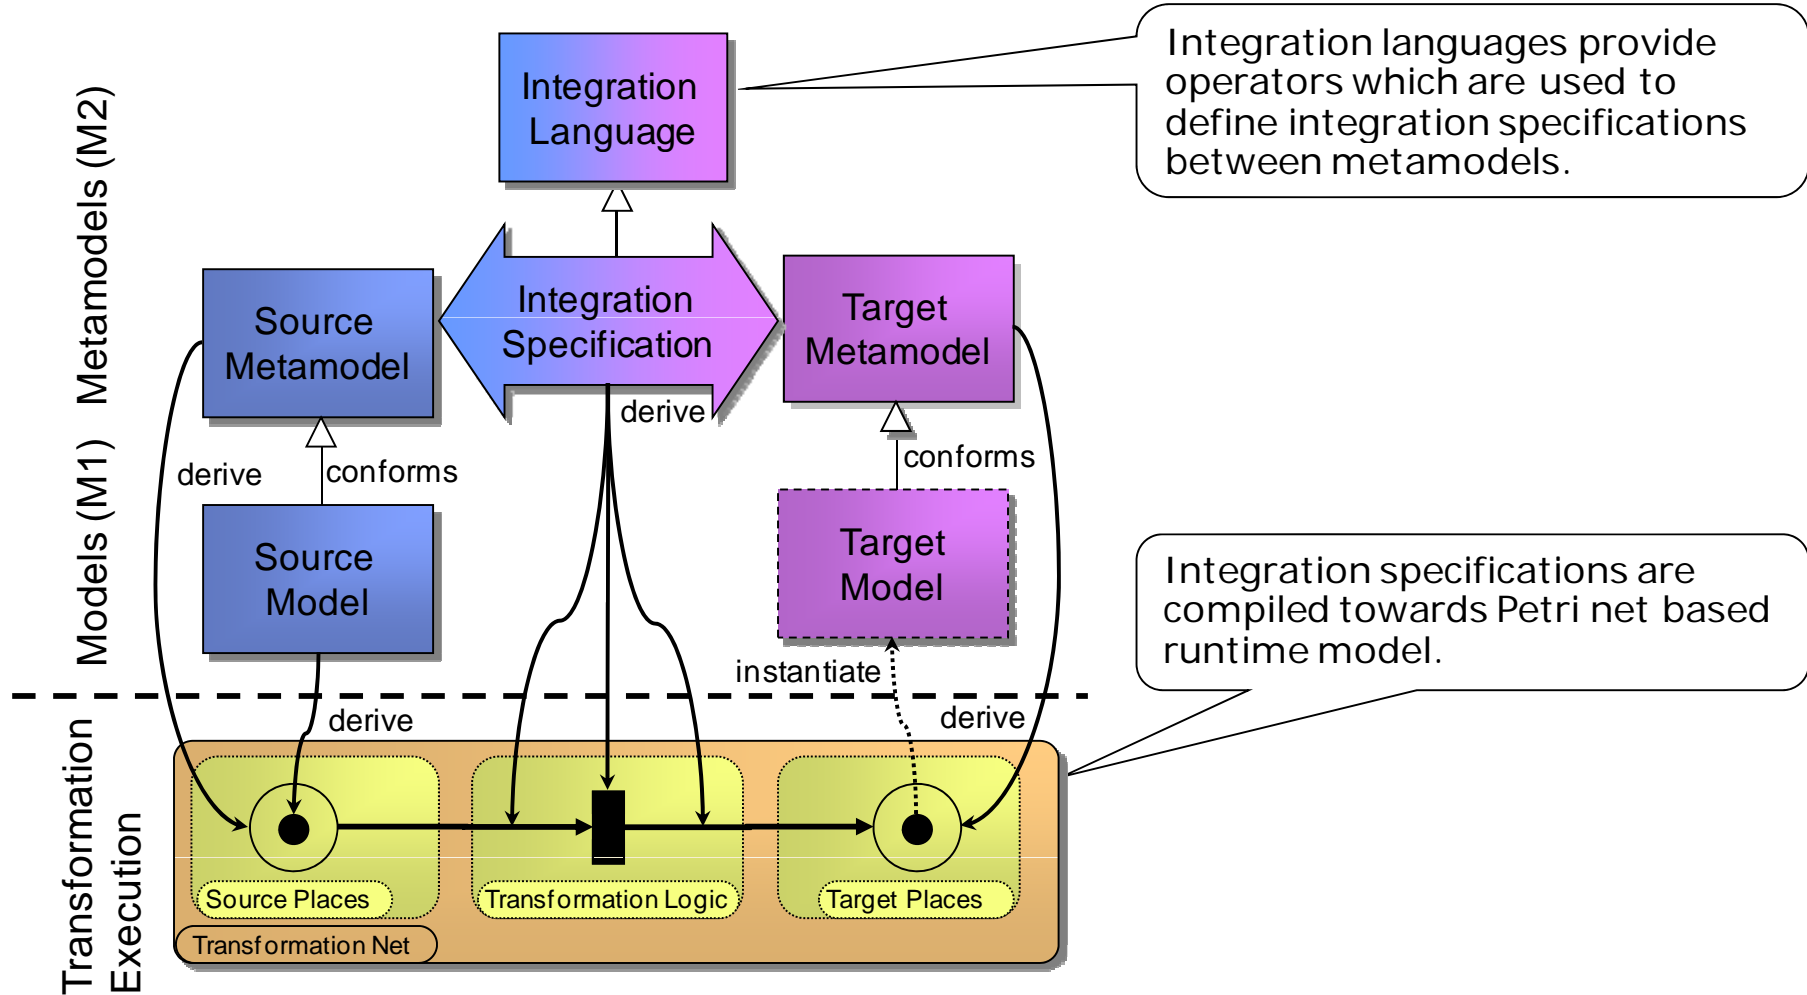 Integration
Language
Integration languages provide
operators which are used to
define integration specifications
between metamodels.
Metamodels (M2)
Source
Metamodel
Integration
Specification
Target
Metamodel
derive
derive
conforms
conforms
Models (M1)
Source
Model
Target
Model
Integration specifications are
compiled towards Petri net based
runtime model.
instantiate
derive
derive
Transformation
Execution
Source Places
Transformation Logic
Target Places
Transformation Net